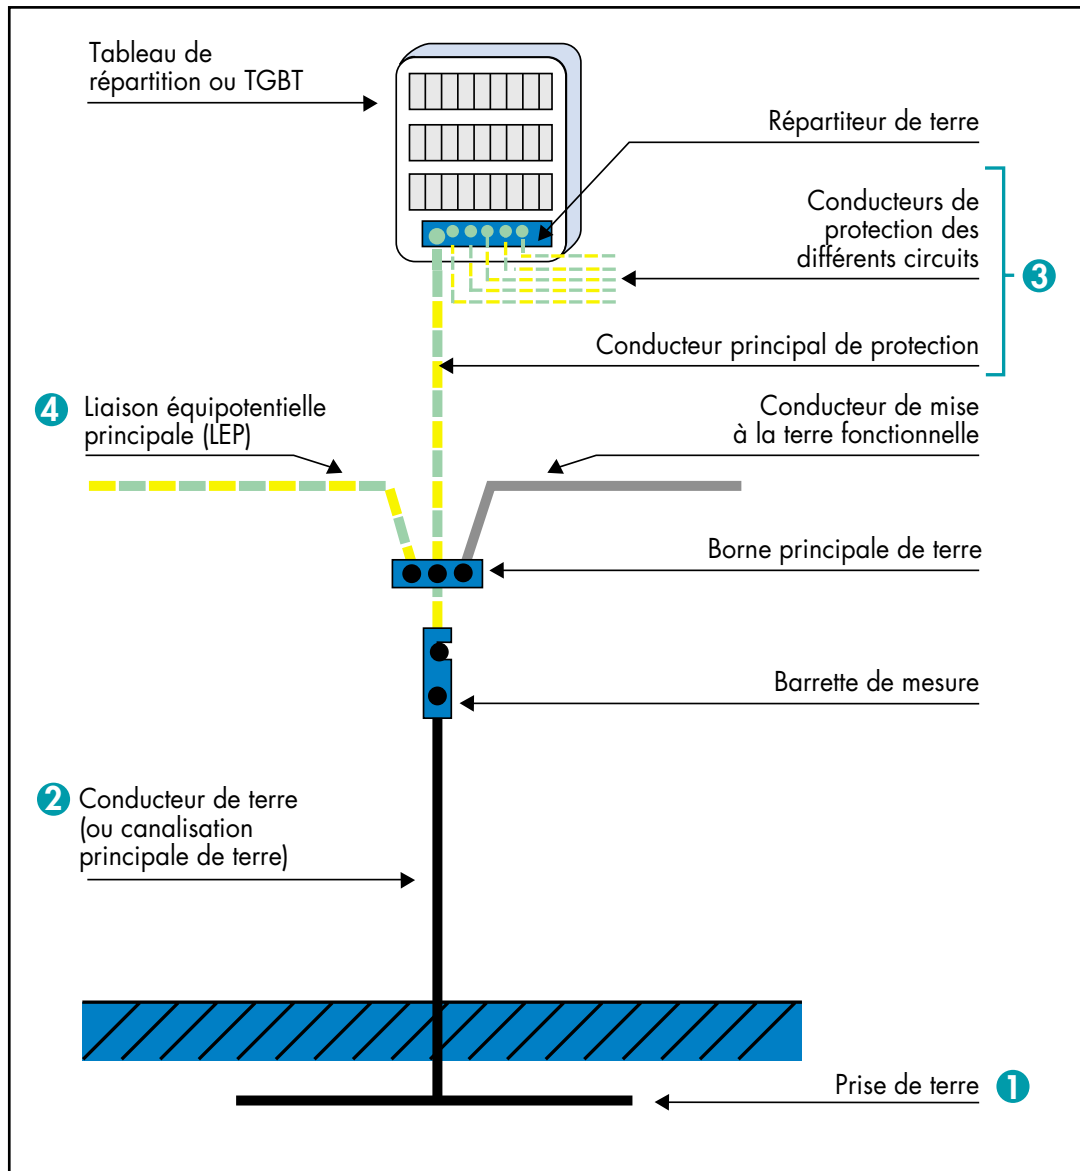 Tableau de
répartition ou TGBT
Répartiteur de terre
Conducteurs de
protection des
différents circuits
3
Conducteur principal de protection
4 Liaison équipotentielle
principale (LEP)
Conducteur de mise
à la terre fonctionnelle
Borne principale de terre
Barrette de mesure
2 Conducteur de terre
(ou canalisation
principale de terre)
Prise de terre 1